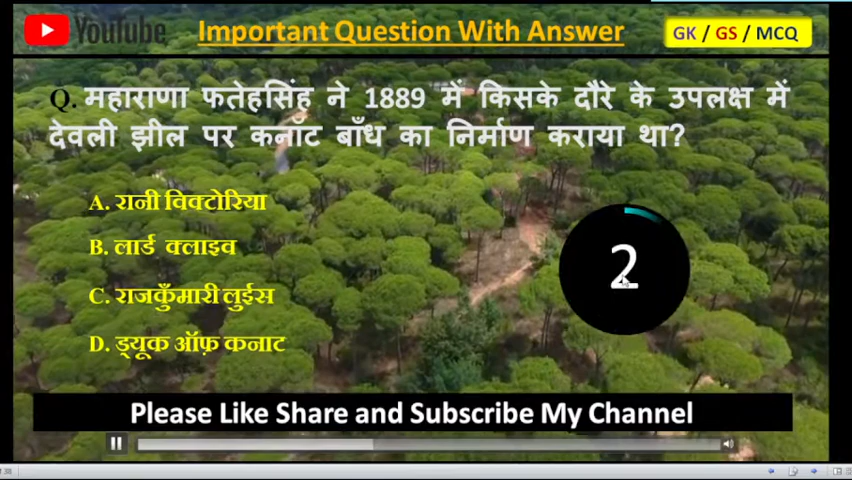 YouTube
Important Question With Answer
GK / GS / MCQ
Q. महाराणा फतेहसिंह ने 1889 में किसके दौरे के उपलक्ष में
देवली झील पर कनॉट बाँध का निर्माण कराया था?
A. रानी विक्टोरिया
B. लार्ड क्लाइव
C. राजकुँमारी लुईस
D. ड्यूक ऑफ़ कनाट
2
Please Like Share and Subscribe My Channel